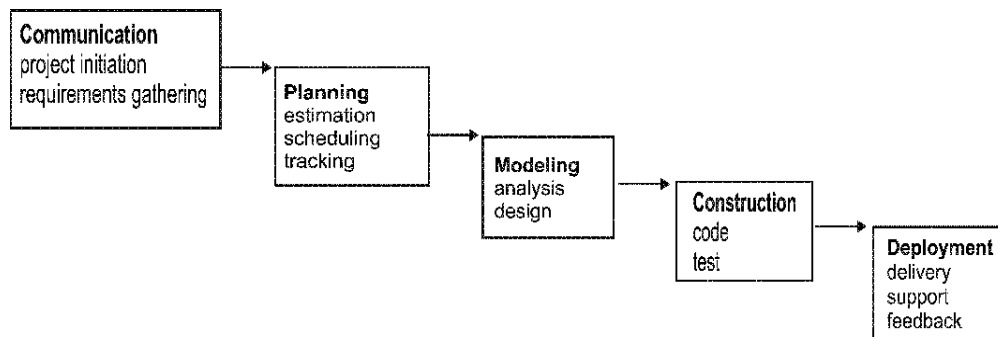 Communication
project initiation
requirements gathering
Planning
estimation
scheduling
tracking
Modeling
analysis
design
Construction
code
test
Deployment
delivery
support
feedback